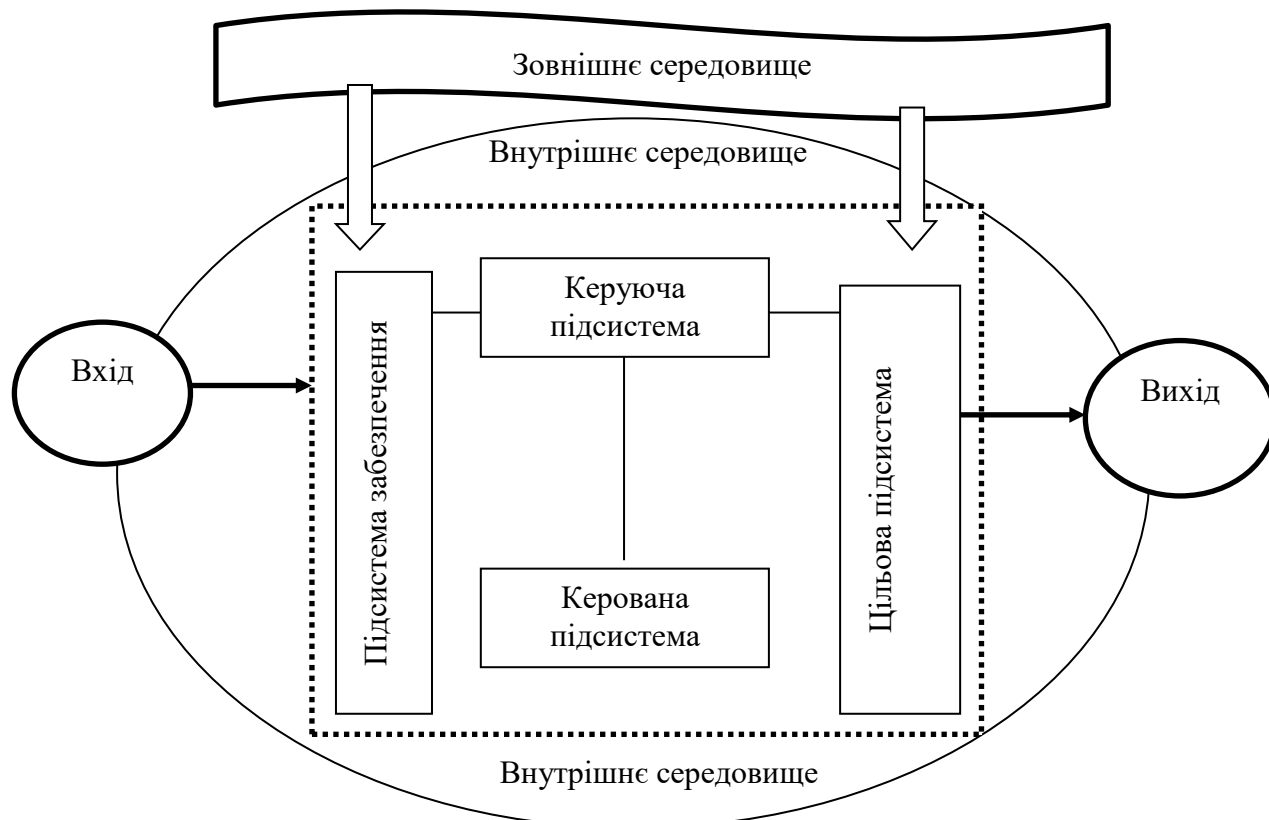 Зовнішнє середовище
Внутрішнє середовище
Керуюча
підсистема
Вхід
Вихід
Підсистема забезпечення
Цільова підсистема
Керована
підсистема
Внутрішнє середовище